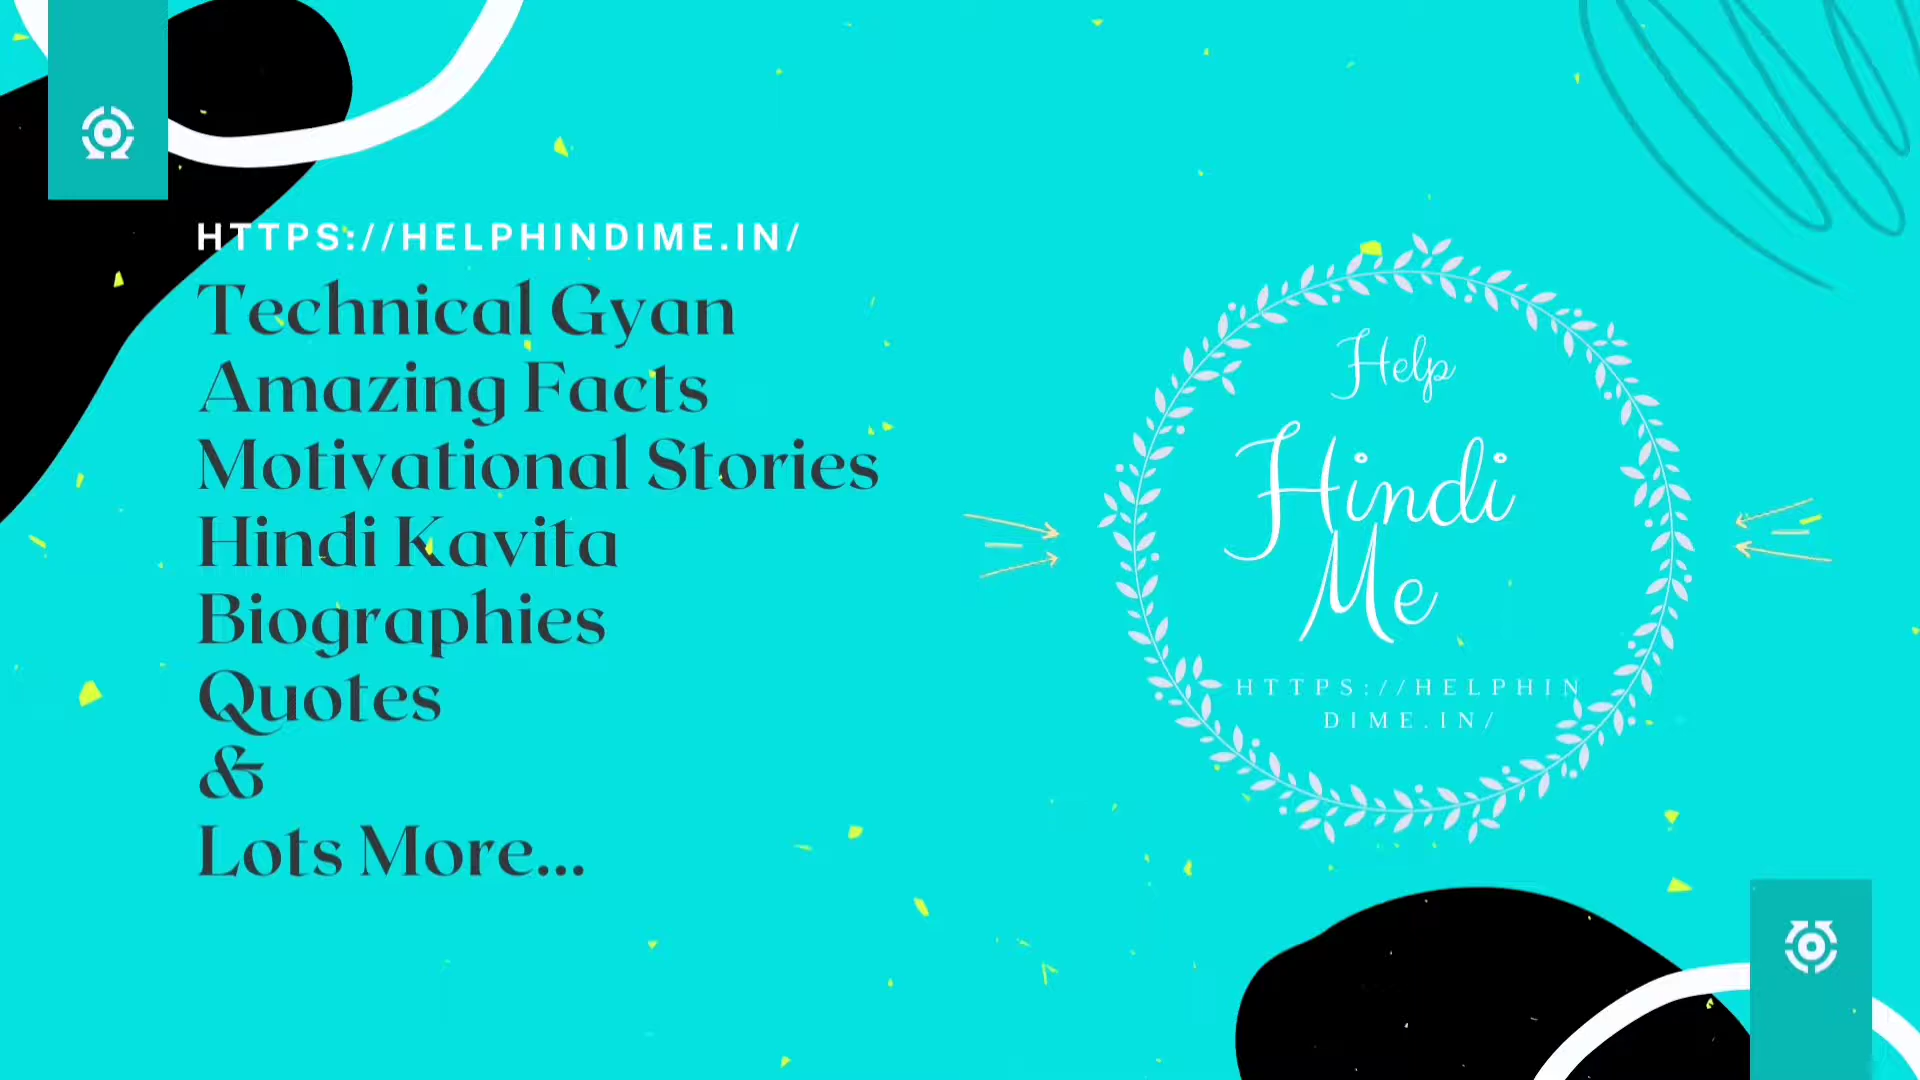 HTTPS://HELPHINDIME.IN/
Technical Gyan
Amazing Facts
Motivational Stories
Hindi Kavita
Biographies
Quotes
&
Lots More...
Help
Hindi
Me
HTTPS://HELPHIN
DIME.IN/